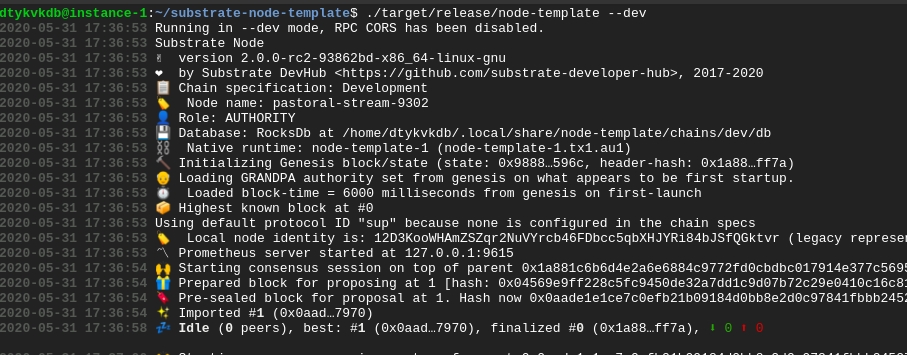 dtykvkdb@instance-1:~/substrate-node-template$ ./target/release/node-template --dev
2020-05-31 17:36:53 Running in --dev mode, RPC CORS has been disabled.
2020-05-31 17:36:53 Substrate Node
2020-05-31 17:36:53 ✌️ version 2.0.0-rc2-93862bd-x86_64-linux-gnu
2020-05-31 17:36:53 ❤️ by Substrate DevHub <https://github.com/substrate-developer-hub>, 2017-2020
2020-05-31 17:36:53 📋 Chain specification: Development
2020-05-31 17:36:53 🏷 Node name: pastoral-stream-9302
2020-05-31 17:36:53 👤 Role: AUTHORITY
2020-05-31 17:36:53 💾 Database: RocksDb at /home/dtykvkdb/.local/share/node-template/chains/dev/db
2020-05-31 17:36:53 ⛓ Native runtime: node-template-1 (node-template-1.tx1.au1)
2020-05-31 17:36:53 🔨 Initializing Genesis block/state (state: 0x9888…596c, header-hash: 0x1a88…ff7a)
2020-05-31 17:36:53 👴 Loading GRANDPA authority set from genesis on what appears to be first startup.
2020-05-31 17:36:53 ⏱ Loaded block-time = 6000 milliseconds from genesis on first-launch
2020-05-31 17:36:53 📦 Highest known block at #0
2020-05-31 17:36:53 Using default protocol ID "sup" because none is configured in the chain specs
2020-05-31 17:36:53 🏷 Local node identity is: 12D3KooWHAmZSZqr2NuVYrcb46FDbcc5qbXHJYRi84bJSfQGktvr (legacy represe
2020-05-31 17:36:53 〽️ Prometheus server started at 127.0.0.1:9615
2020-05-31 17:36:54 🙌 Starting consensus session on top of parent 0x1a881c6b6d4e2a6e6884c9772fd0cbdbc017914e377c5695
2020-05-31 17:36:54 🎁 Prepared block for proposing at 1 [hash: 0x04569e9ff228c5fc9450de32a7dd1c9d07b72c29e0410c16c81
2020-05-31 17:36:54 🔖 Pre-sealed block for proposal at 1. Hash now 0x0aade1e1ce7c0efb21b09184d0bb8e2d0c97841fbbb2452
2020-05-31 17:36:54 ✨ Imported #1 (0x0aad…7970)
2020-05-31 17:36:58 💤 Idle (0 peers), best: #1 (0x0aad…7970), finalized #0 (0x1a88…ff7a), ⬇ 0 ⬆ 0